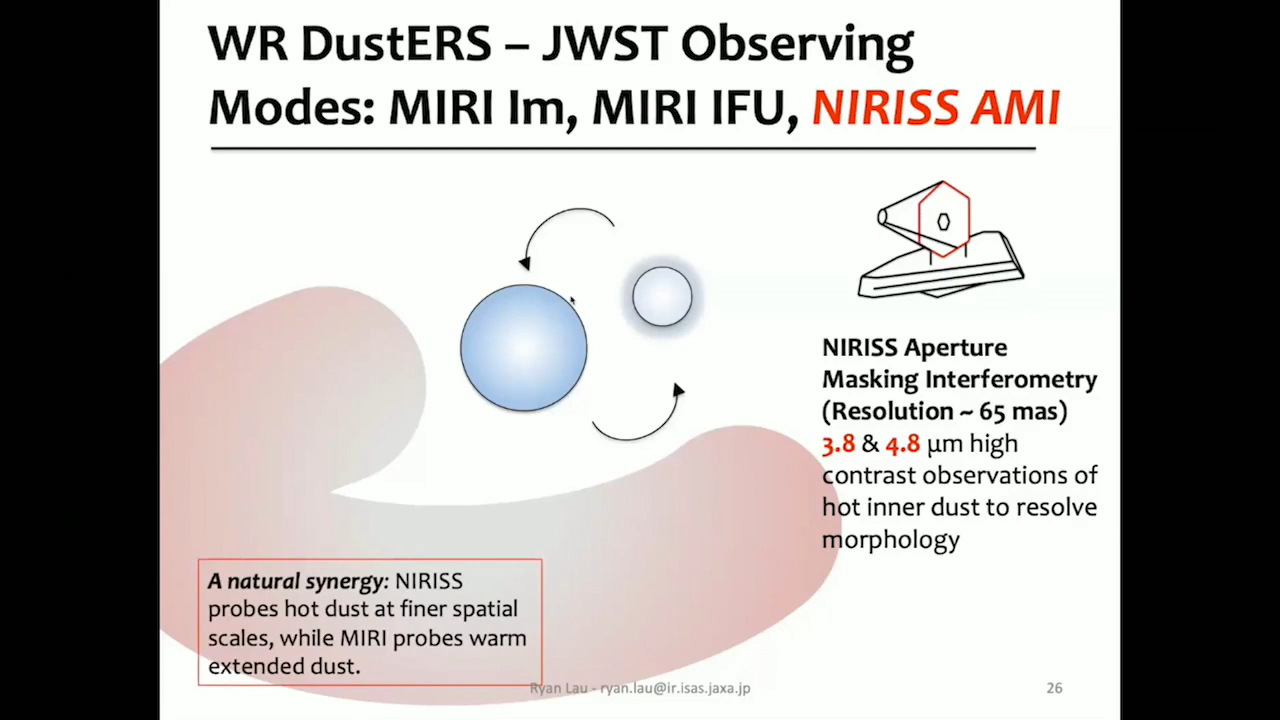 WR DustERS – JWST Observing
Modes: MIRI Im, MIRI IFU, NIRISS AMI
NIRISS Aperture
Masking Interferometry
(Resolution ~ 65 mas)
3.8 & 4.8 μm high
contrast observations of
hot inner dust to resolve
morphology
A natural synergy: NIRISS
probes hot dust at finer spatial
scales, while MIRI probes warm
extended dust.
Ryan Lau - ryan.lau@ir.isas.jaxa.jp
26